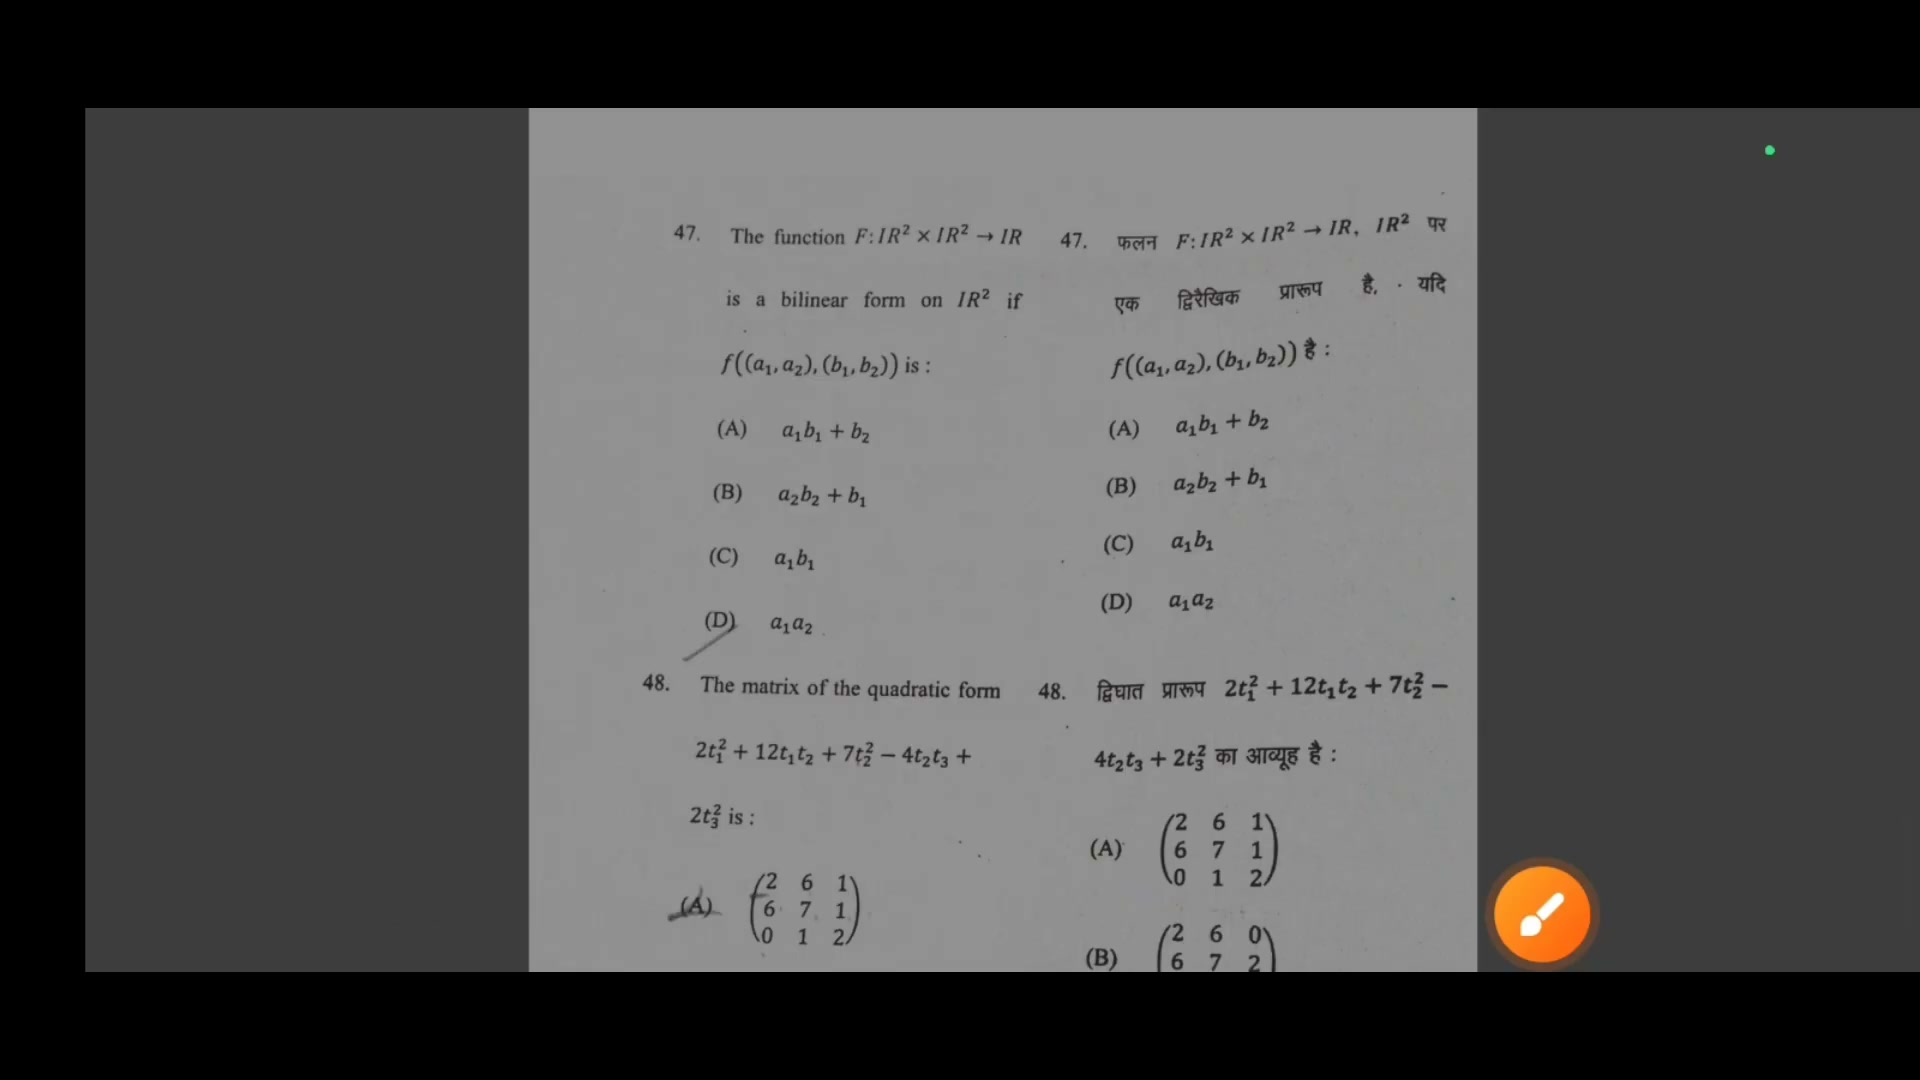 47. The function F: IR² × IR² → IR
is a bilinear form on IR² if
f((a₁, a₂), (b₁, b₂)) is :
(A) a₁b₁ + b₂
(B) a₂b₂ + b₁
(C) a₁b₁
(D) a₁a₂
48. The matrix of the quadratic form
2t₁² + 12t₁t₂ + 7t₂² − 4t₂t₃ +
2t₃² is :
(A) (2 6 1
6 7 1
0 1 2)
47. फलन F: IR² × IR² → IR, IR² पर
एक द्विरैखिक प्रारूप है, यदि
f((a₁, a₂), (b₁, b₂)) है :
(A) a₁b₁ + b₂
(B) a₂b₂ + b₁
(C) a₁b₁
(D) a₁a₂
48. द्विघात प्रारूप 2t₁² + 12t₁t₂ + 7t₂² −
4t₂t₃ + 2t₃² का आव्यूह है :
(A) (2 6 1
6 7 1
0 1 2)
(B) (2 6 0
6 7 2